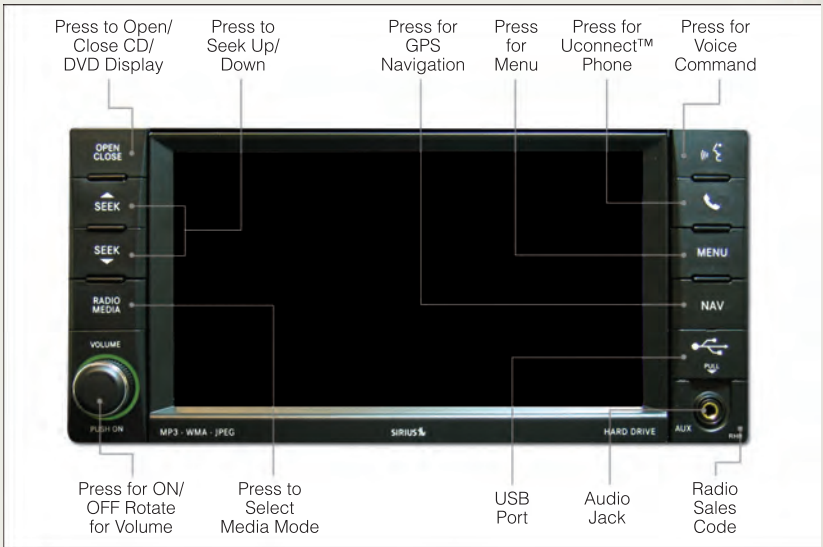 Press to Open/
Close CD/
DVD Display
Press to
Seek Up/
Down
Press for
GPS
Navigation
Press
for
Menu
Press for
Uconnect™
Phone
Press for
Voice
Command
OPEN
CLOSE
SEEK
SEEK
RADIO
MEDIA
VOLUME
PUSH ON
MENU
NAV
PULL
AUX
RHR
MP3 - WMA - JPEG
SIRIUS
HARD DRIVE
Press for ON/
OFF Rotate
for Volume
Press to
Select
Media Mode
USB
Port
Audio
Jack
Radio
Sales
Code